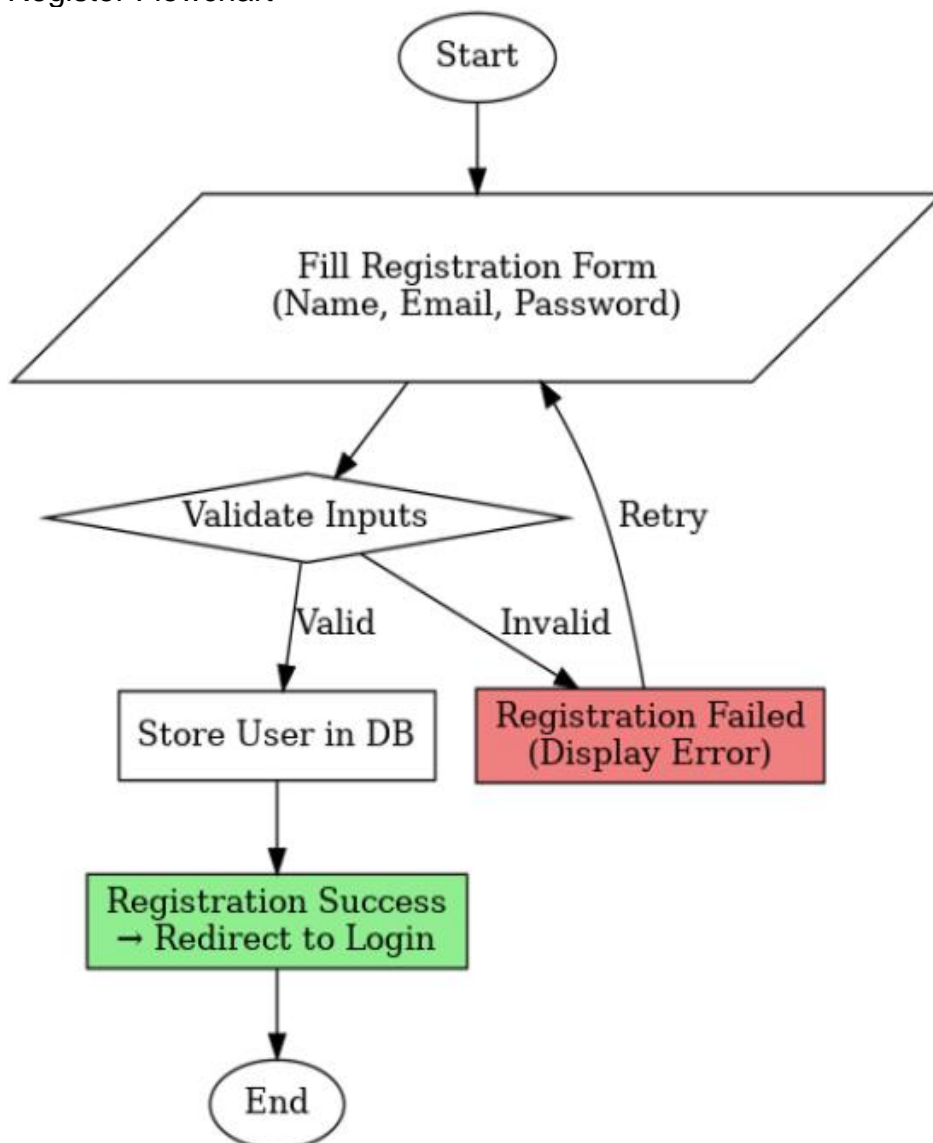 Register Flowchart
Start
Fill Registration Form
(Name, Email, Password)
Validate Inputs
Retry
Valid
Invalid
Store User in DB
Registration Failed
(Display Error)
Registration Success
→ Redirect to Login
End